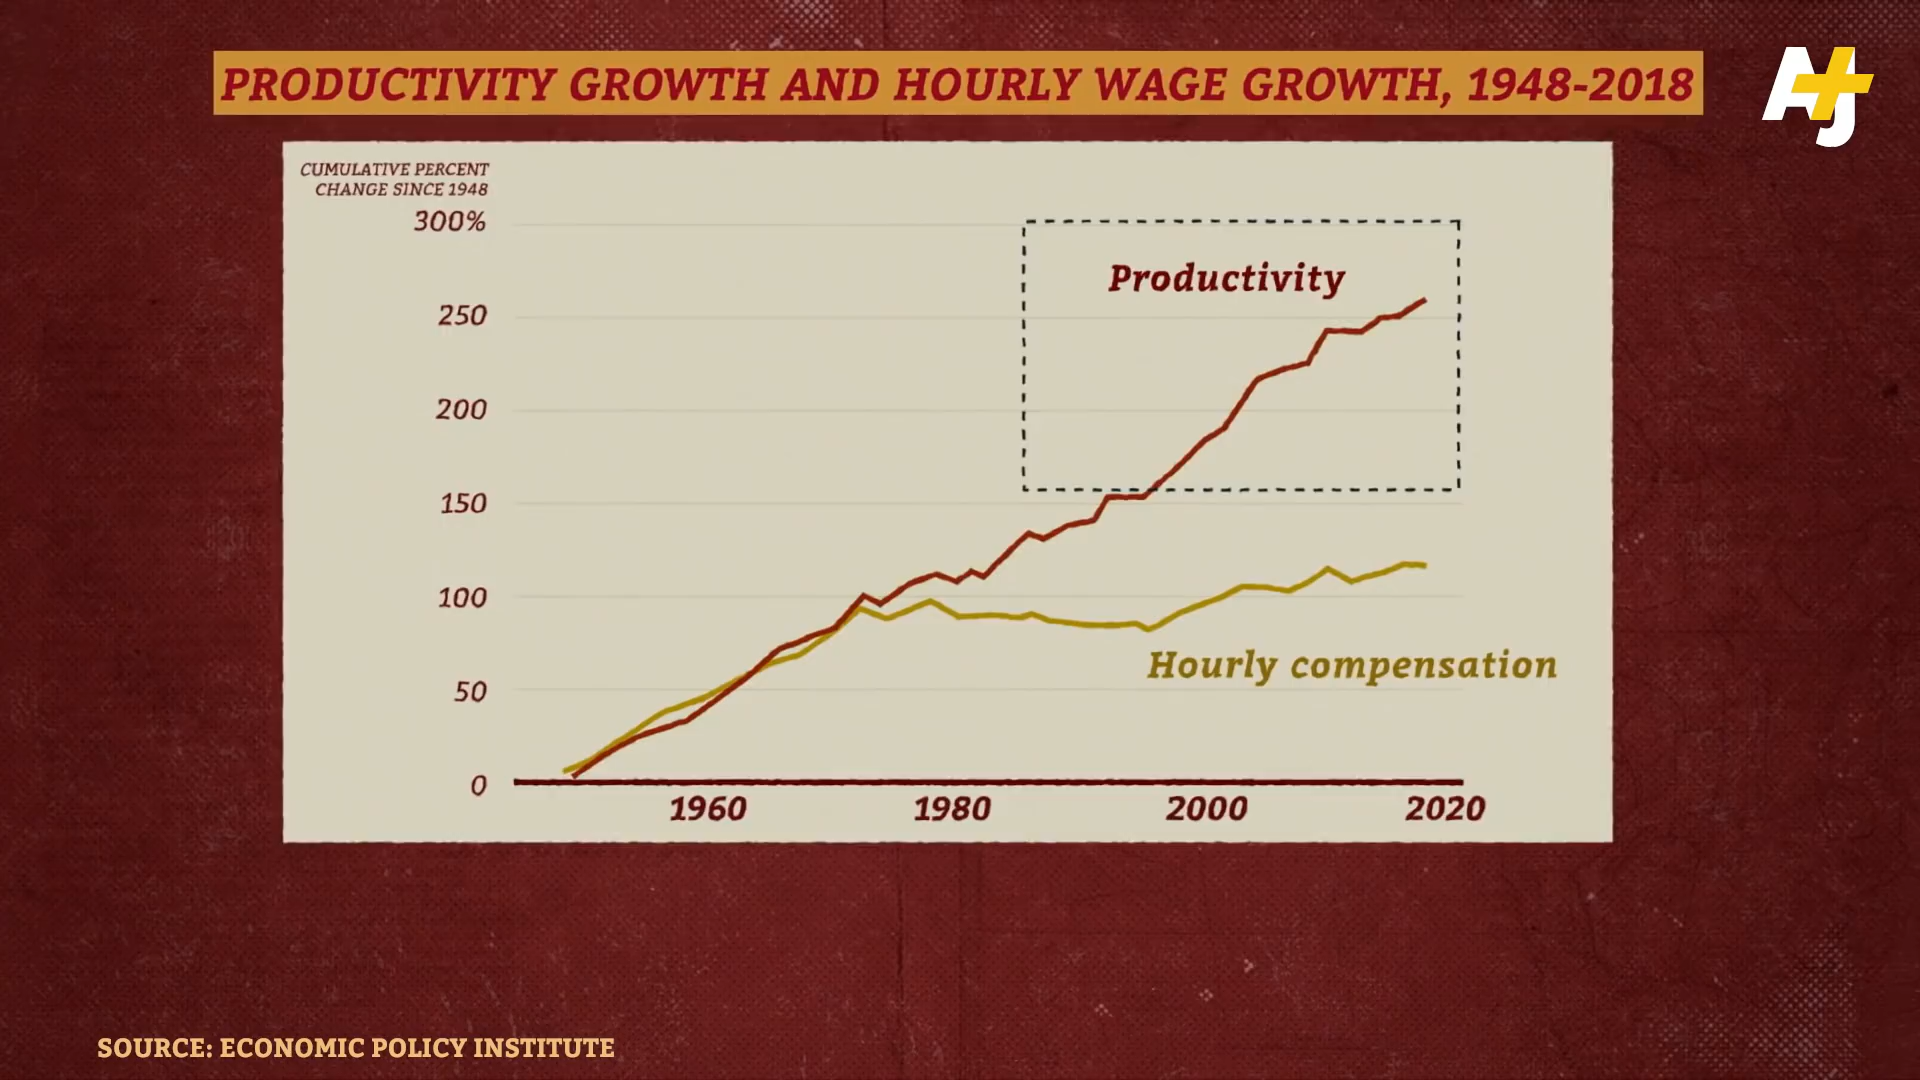 PRODUCTIVITY GROWTH AND HOURLY WAGE GROWTH, 1948-2018
AJ+
CUMULATIVE PERCENT
CHANGE SINCE 1948
300%
Productivity
250
200
150
100
Hourly compensation
50
0
1960 1980 2000 2020
SOURCE: ECONOMIC POLICY INSTITUTE